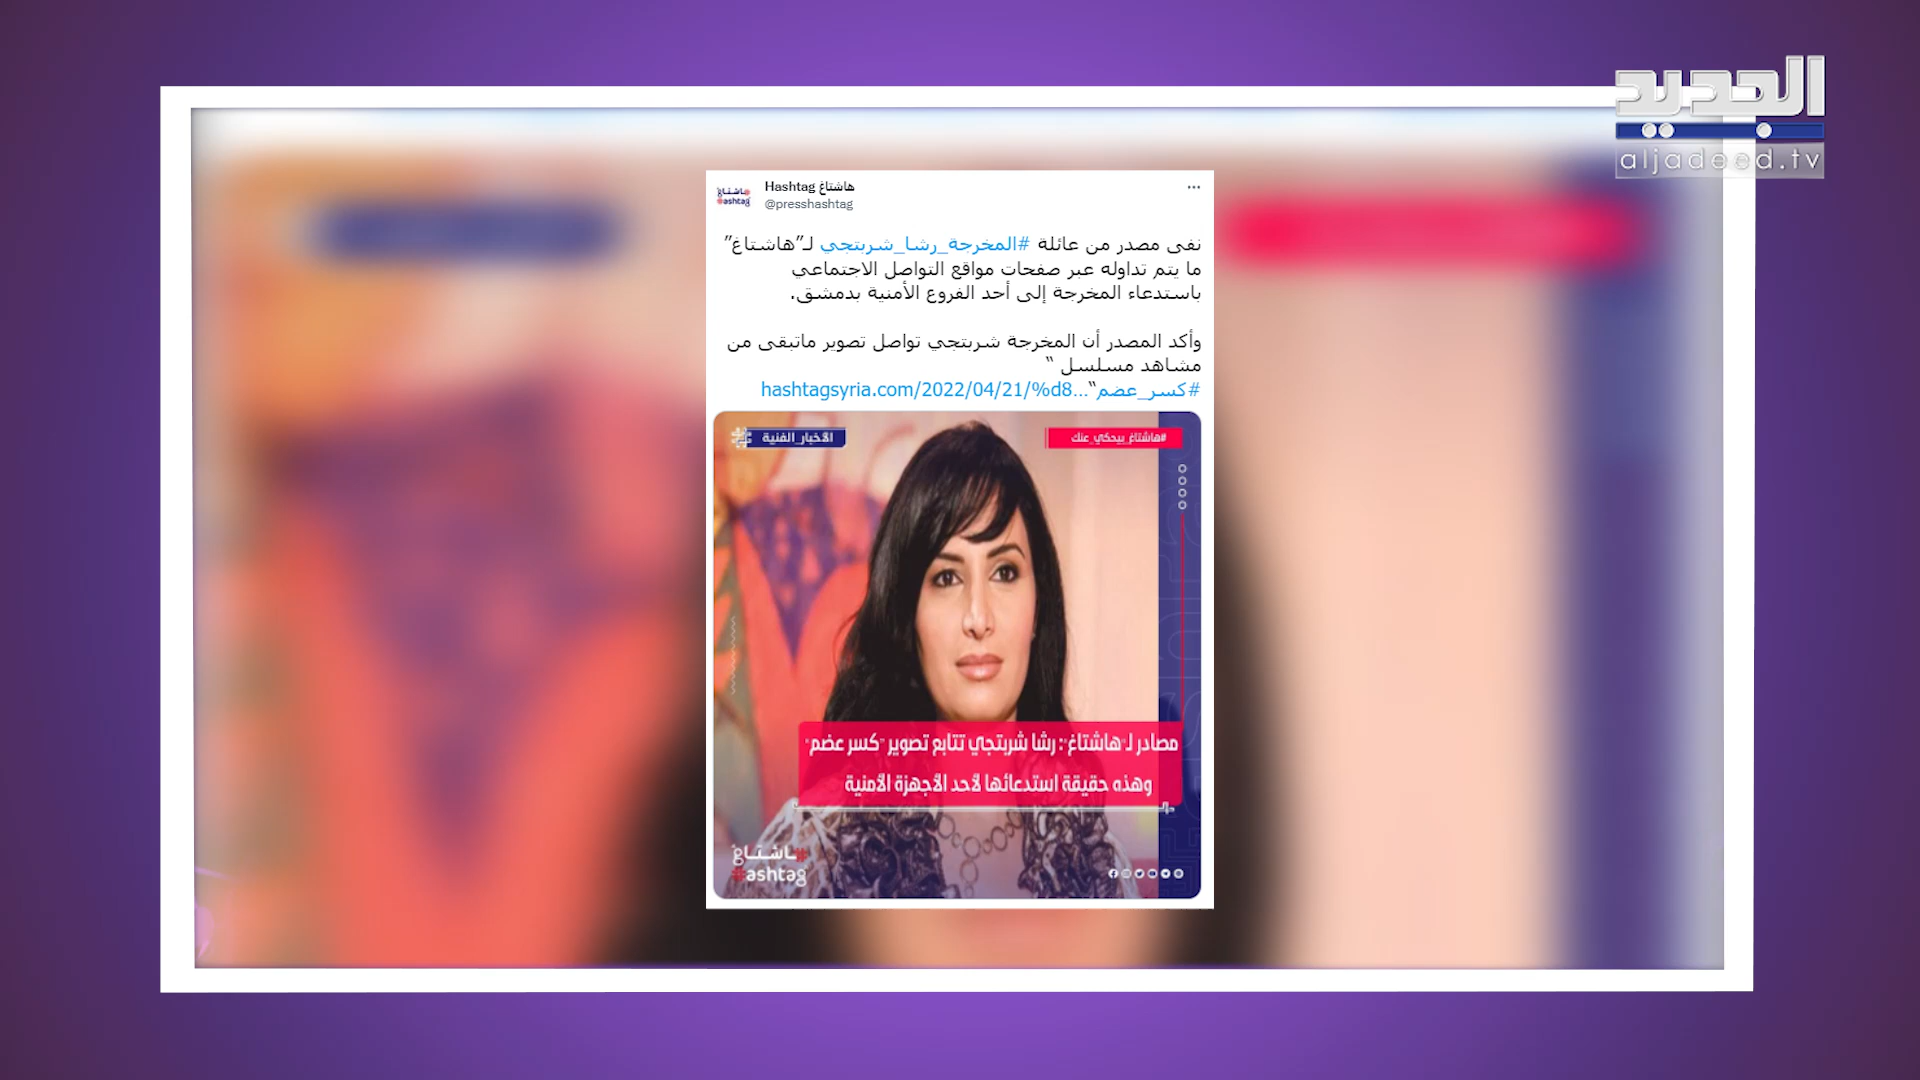 الجديد
aljadeed.tv
هاشتاغ Hashtag
@presshashtag
نفى مصدر من عائلة #المخرجة_رشا_شربتجي لـ"هاشتاغ"
ما يتم تداوله عبر صفحات مواقع التواصل الاجتماعي
باستدعاء المخرجة إلى أحد الفروع الأمنية بدمشق.
وأكد المصدر أن المخرجة شربتجي تواصل تصوير ماتبقى من
مشاهد مسلسل "
#كسر_عضم"...hashtagsyria.com/2022/04/21/%d8
#هاشتاغ_بيحكي_عنك
الأخبار_الفنية
مصادر لـ"هاشتاغ": رشا شربتجي تتابع تصوير "كسر عضم"
وهذه حقيقة استدعائها لأحد الأجهزة الأمنية
هاشتاغ
#ashtag